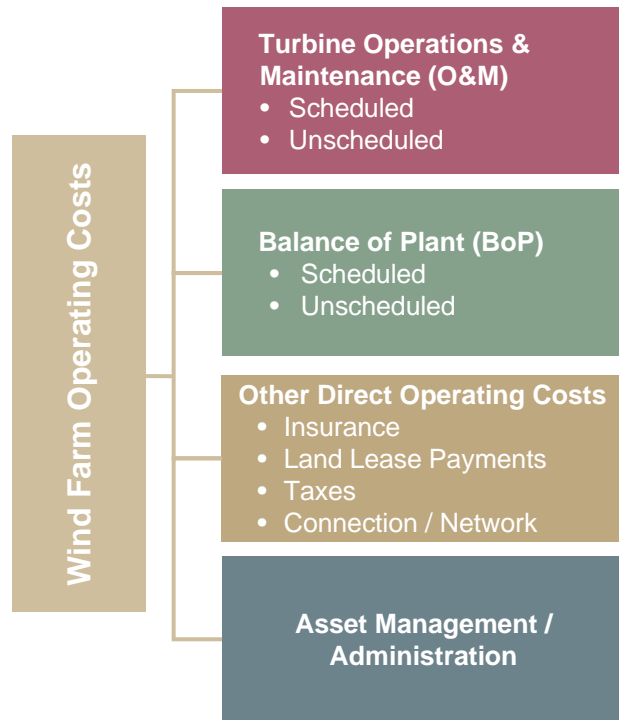 Wind Farm Operating Costs
Turbine Operations &
Maintenance (O&M)
• Scheduled
• Unscheduled
Balance of Plant (BoP)
• Scheduled
• Unscheduled
Other Direct Operating Costs
• Insurance
• Land Lease Payments
• Taxes
• Connection / Network
Asset Management /
Administration